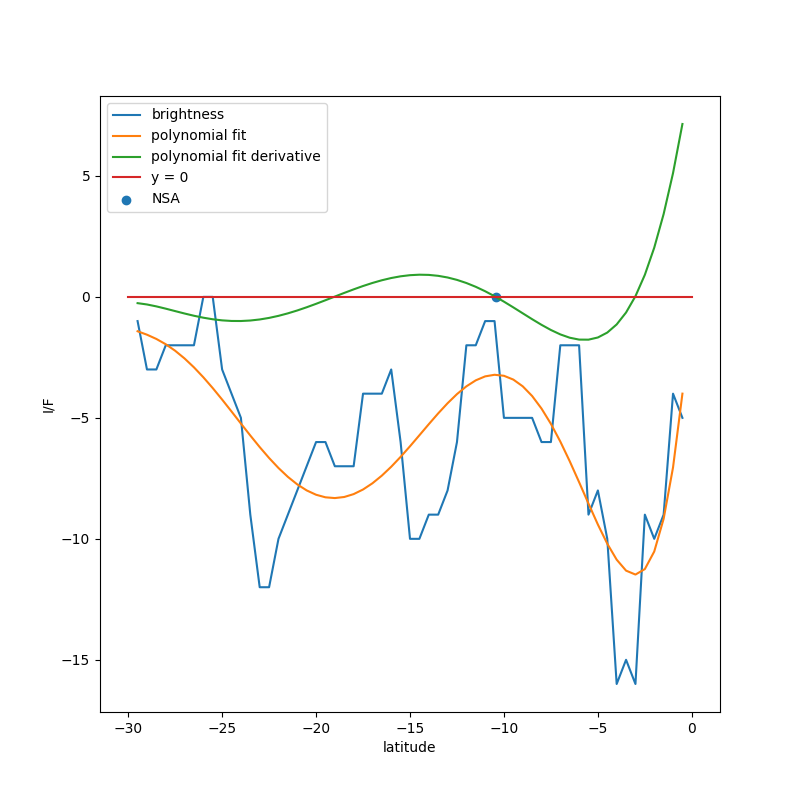 brightness
polynomial fit
polynomial fit derivative
y = 0
NSA
5
0
−5
−10
−15
I/F
−30
−25
−20
−15
−10
−5
0
latitude